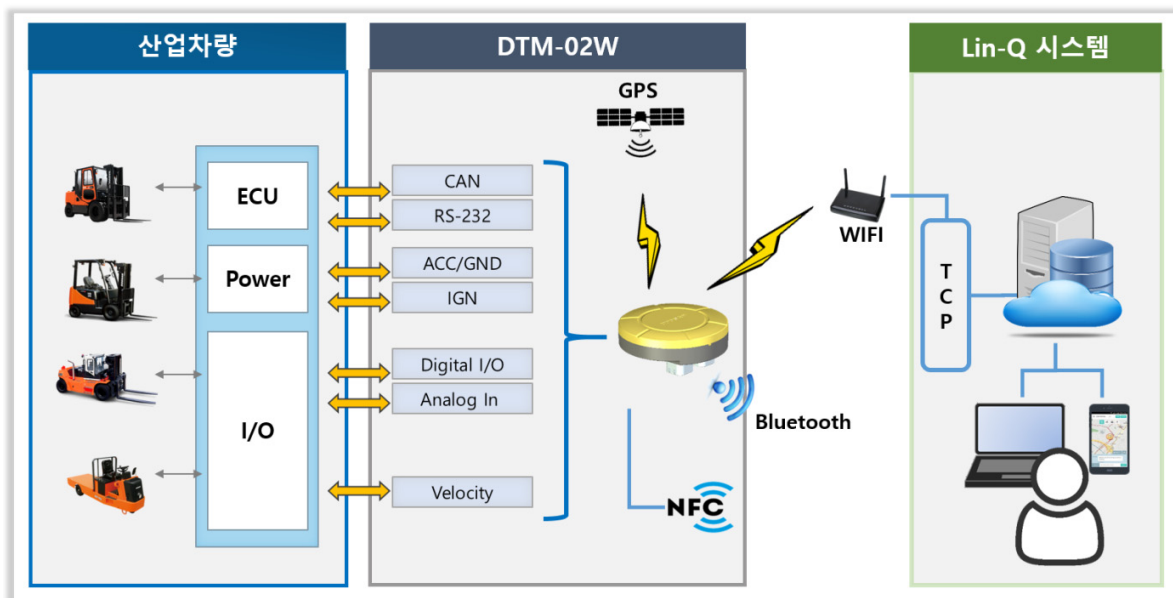 산업차량
DTM-02W
Lin-Q 시스템
GPS
ECU
Power
I/O
CAN
RS-232
ACC/GND
IGN
Digital I/O
Analog In
Velocity
Bluetooth
NFC
WIFI
T
C
P